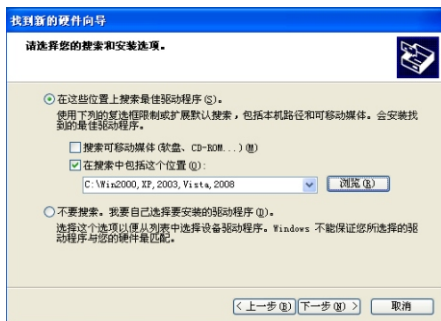 找到新的硬件向导
请选择您的搜索和安装选项。
在这些位置上搜索最佳驱动程序(S)。
使用下列的复选框限制或扩展默认搜索，包括本机路径和可移动媒体。会安装找
到的最佳驱动程序。
搜索可移动媒体(软盘、CD-ROM...)(M)
在搜索中包括这个位置(O):
C:\Win2000,XP,2003,Vista,2008
浏览(R)
不要搜索。我要自己选择要安装的驱动程序(D)。
选择这个选项以便从列表中选择设备驱动程序。Windows 不能保证您所选择的驱
动程序与您的硬件最匹配。
< 上一步(B) 下一步(N) > 取消